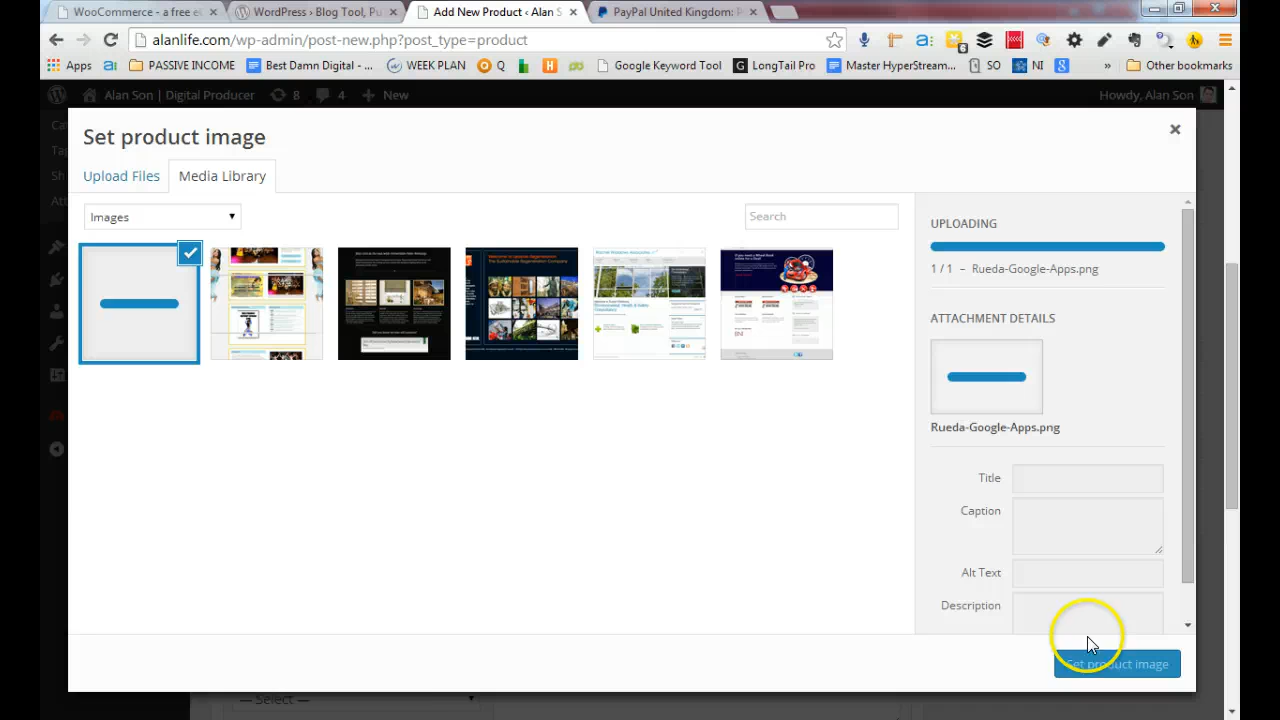 WooCommerce - a free eC
WordPress › Blog Tool, Pu
Add New Product ‹ Alan S
PayPal United Kingdom: P
alanlife.com/wp-admin/post-new.php?post_type=product
6
Apps
a:
PASSIVE INCOME
Best Damn Digital - ...
WEEK PLAN
Q
Google Keyword Tool
G
LongTail Pro
Master HyperStream...
SO
NI
»
Other bookmarks
Alan Son | Digital Producer
8
4
New
Howdy, Alan Son
Set product image
Upload Files
Media Library
Images
Search
UPLOADING
1 / 1 – Rueda-Google-Apps.png
ATTACHMENT DETAILS
Rueda-Google-Apps.png
Title
Caption
Alt Text
Description
Set product image
— Select —